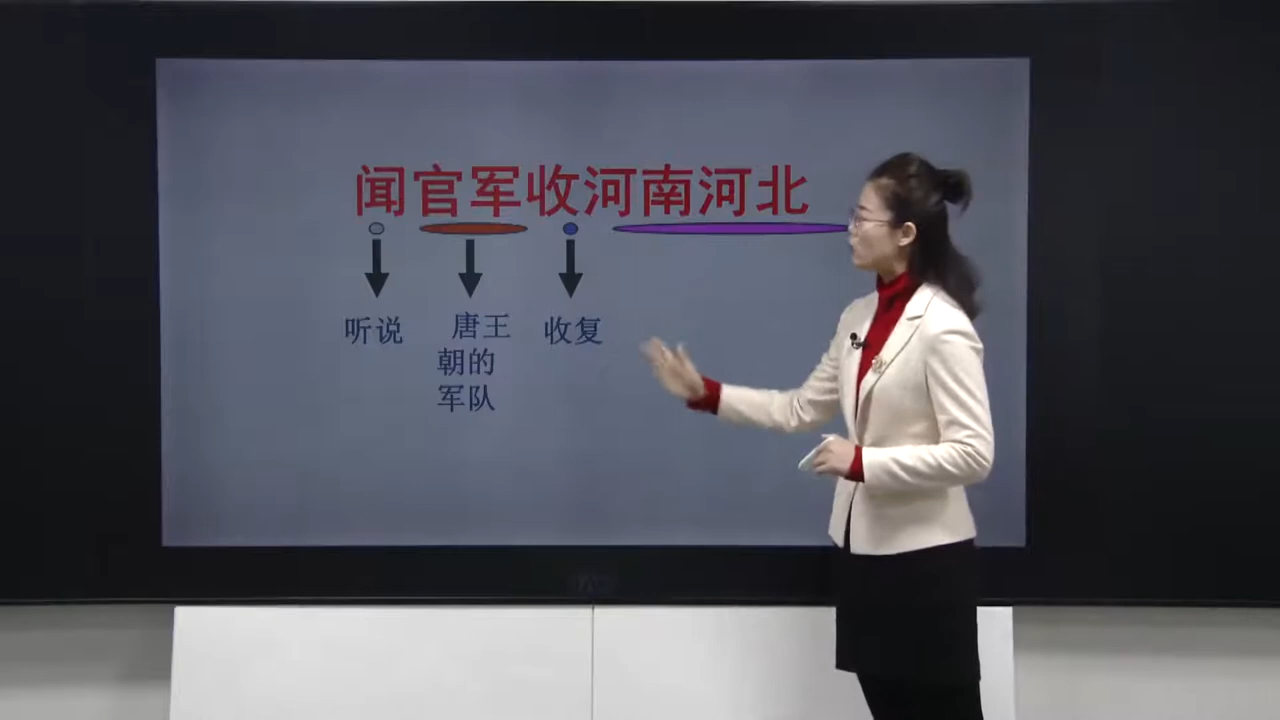 闻官军收河南河北
听说
唐王
朝的
军队
收复